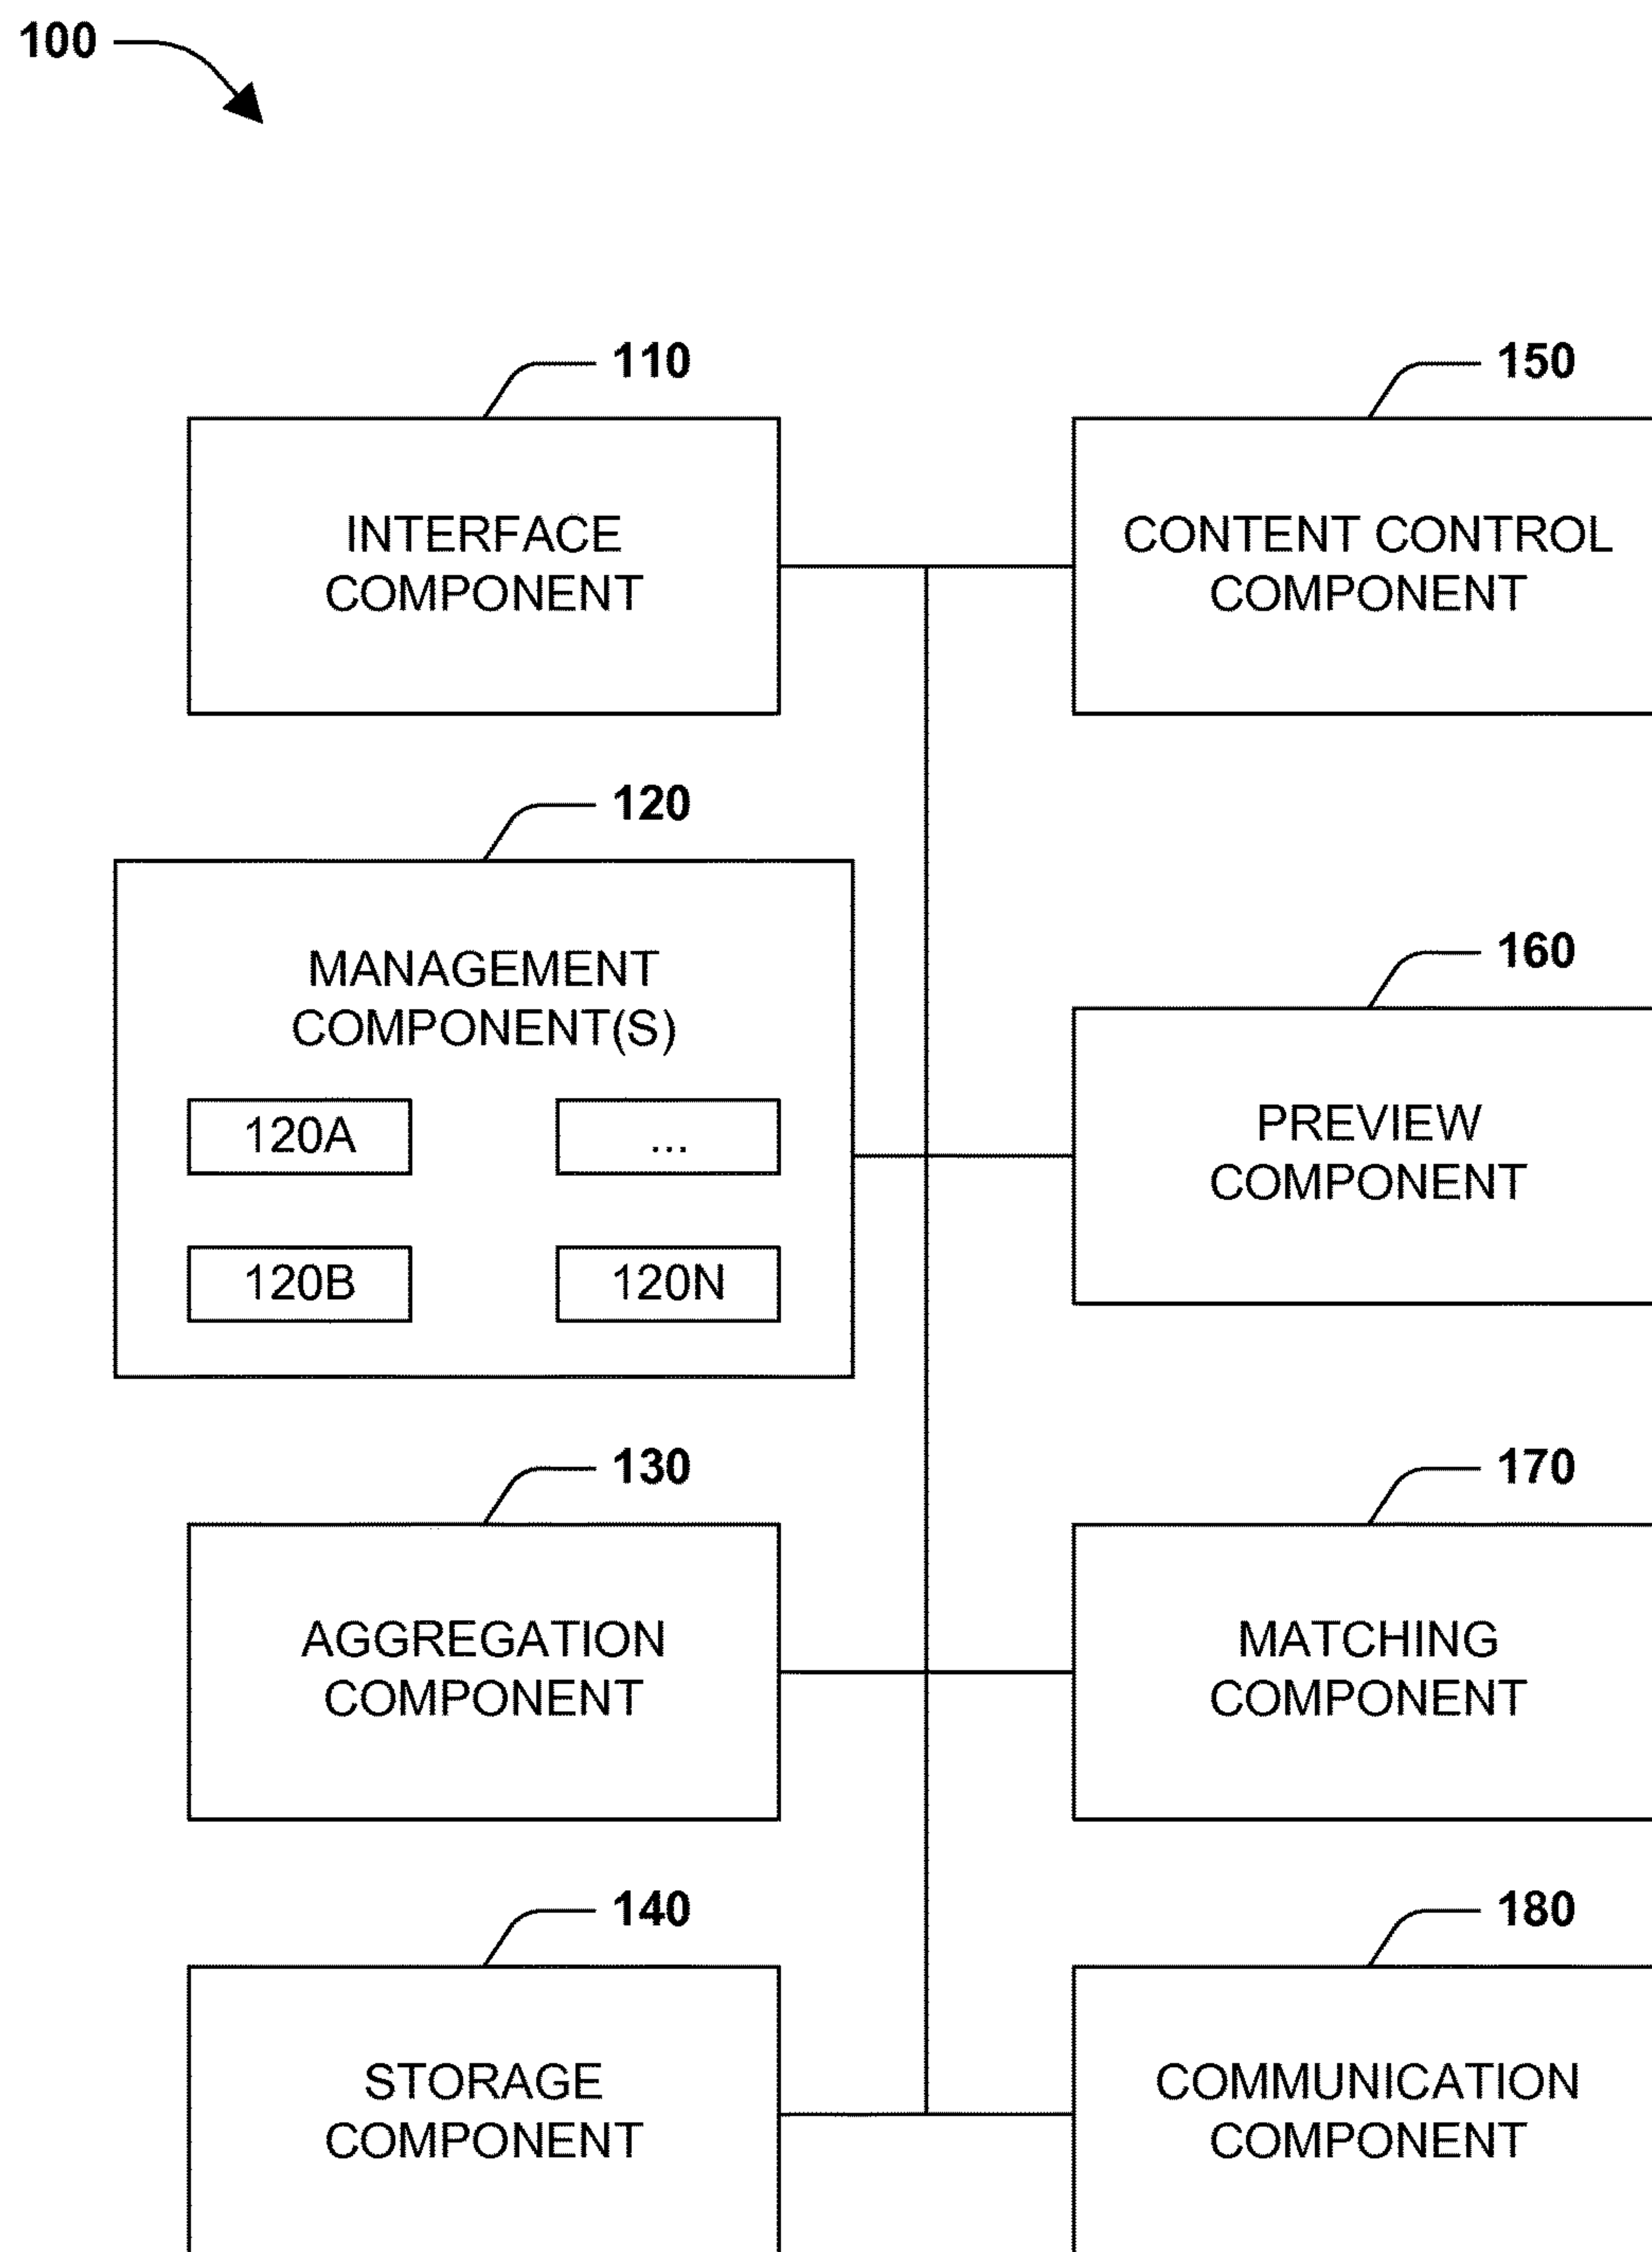 100
110
INTERFACE
COMPONENT
150
CONTENT CONTROL
COMPONENT
120
MANAGEMENT
COMPONENT(S)
120A
...
120B
120N
160
PREVIEW
COMPONENT
130
AGGREGATION
COMPONENT
170
MATCHING
COMPONENT
140
STORAGE
COMPONENT
180
COMMUNICATION
COMPONENT